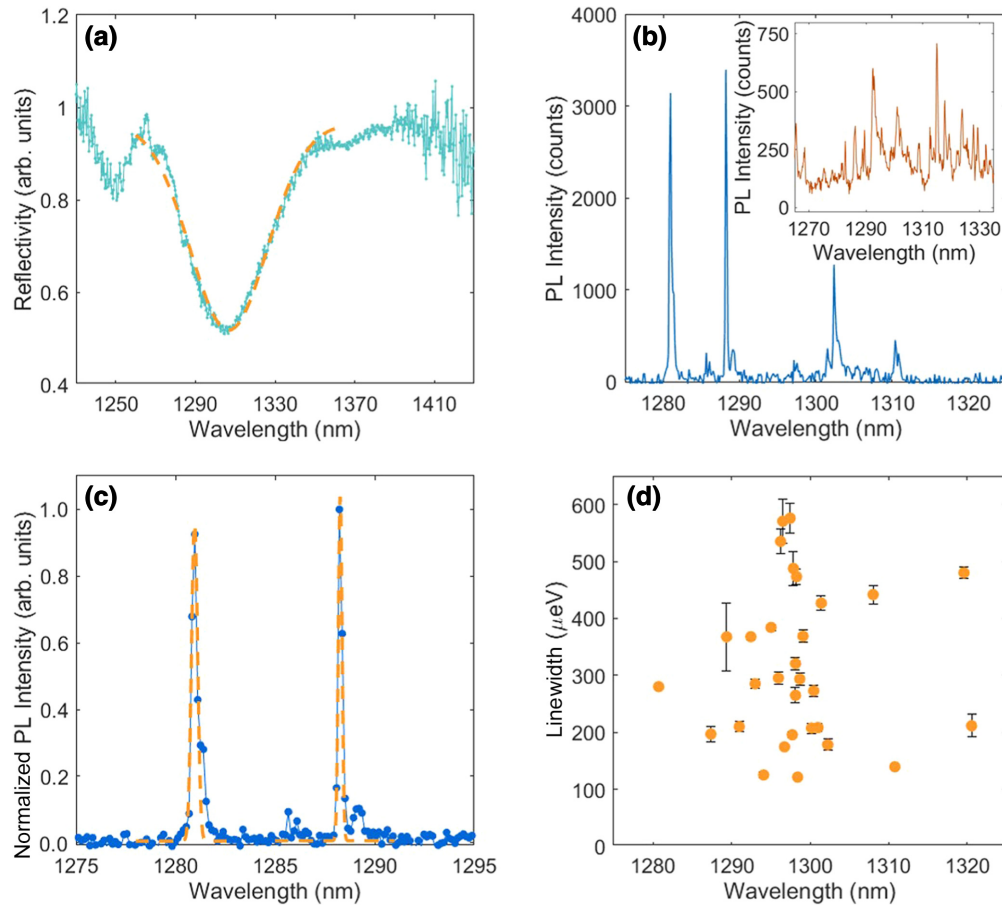 (a)
1.2
1
0.8
0.6
0.4
Reflectivity (arb. units)
1250 1290 1330 1370 1410
Wavelength (nm)
(b)
4000
3000
2000
1000
0
PL Intensity (counts)
1280 1290 1300 1310 1320
Wavelength (nm)
750
500
250
0
PL Intensity (counts)
1270 1290 1310 1330
Wavelength (nm)
(c)
1.0
0.8
0.6
0.4
0.2
0.0
Normalized PL Intensity (arb. units)
1275 1280 1285 1290 1295
Wavelength (nm)
(d)
600
500
400
300
200
100
0
Linewidth (μeV)
1280 1290 1300 1310 1320
Wavelength (nm)